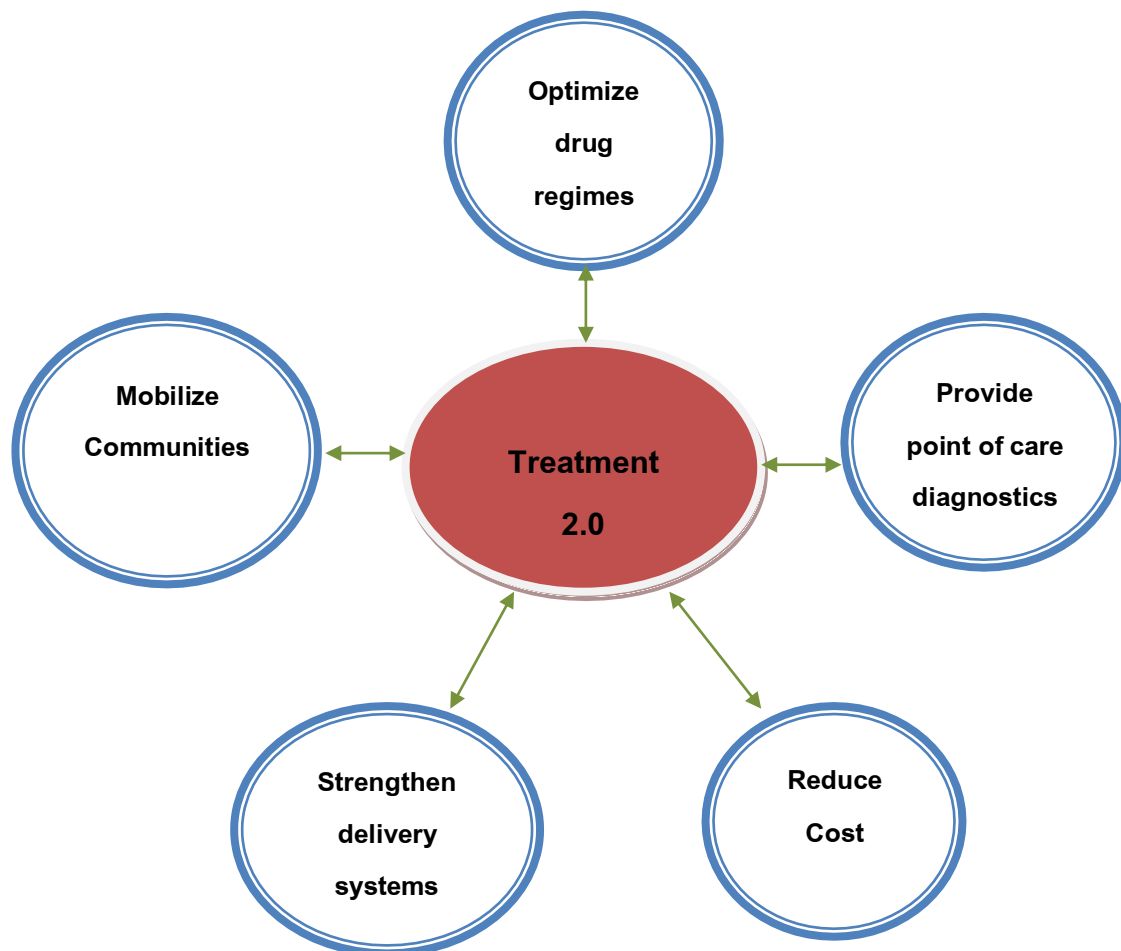 Optimize
drug
regimes
Mobilize
Communities
Provide
point of care
diagnostics
Treatment
2.0
Strengthen
delivery
systems
Reduce
Cost